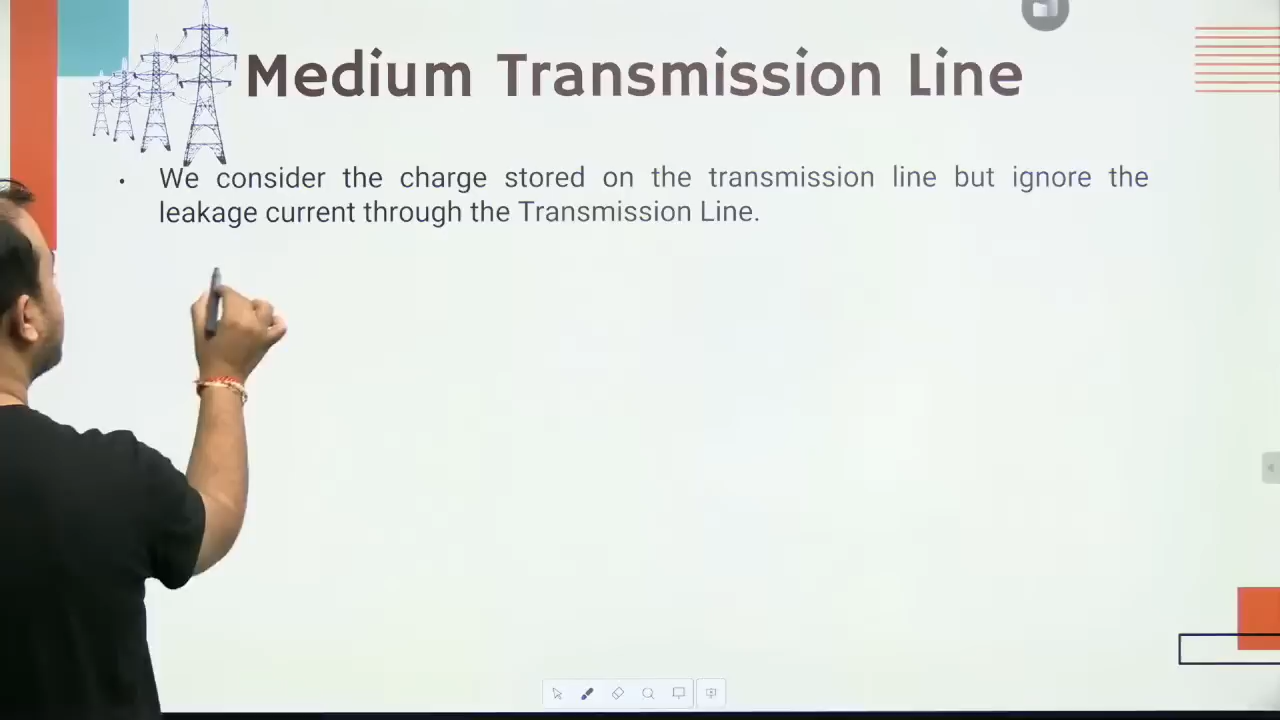 Medium Transmission Line
• We consider the charge stored on the transmission line but ignore the
leakage current through the Transmission Line.